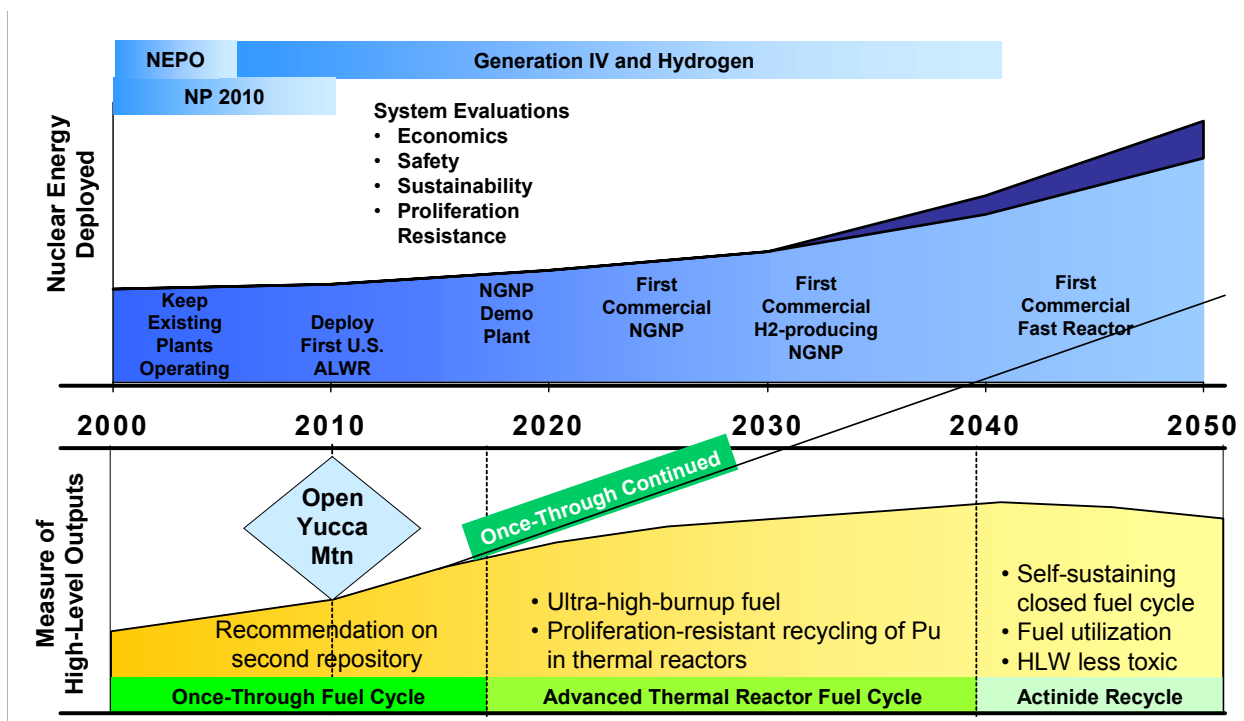 NEPO
Generation IV and Hydrogen
NP 2010
System Evaluations
• Economics
• Safety
• Sustainability
• Proliferation
Resistance
Nuclear Energy
Deployed
Keep
Existing
Plants
Operating
Deploy
First U.S.
ALWR
NGNP
Demo
Plant
First
Commercial
NGNP
First
Commercial
H2-producing
NGNP
First
Commercial
Fast Reactor
2000 2010 2020 2030 2040 2050
Measure of
High-Level Outputs
Open
Yucca
Mtn
Once-Through Continued
Recommendation on
second repository
• Ultra-high-burnup fuel
• Proliferation-resistant recycling of Pu
in thermal reactors
• Self-sustaining
closed fuel cycle
• Fuel utilization
• HLW less toxic
Once-Through Fuel Cycle
Advanced Thermal Reactor Fuel Cycle
Actinide Recycle